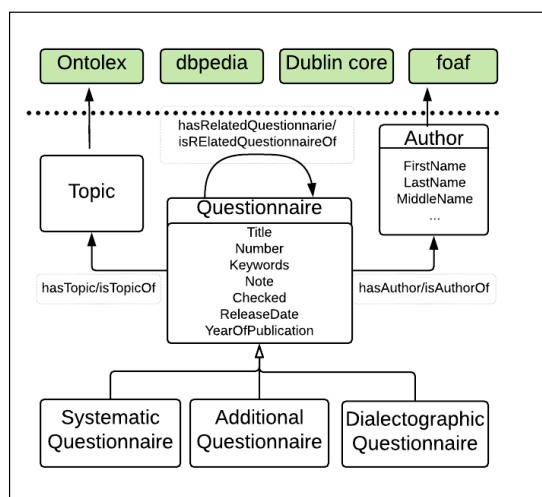 Ontolex
dbpedia
Dublin core
foaf
hasRelatedQuestionnarie/
isRElatedQuestionnaireOf
Topic
Author
FirstName
LastName
MiddleName
...
Questionnaire
Title
Number
Keywords
Note
Checked
ReleaseDate
YearOfPublication
hasTopic/isTopicOf
hasAuthor/isAuthorOf
Systematic
Questionnaire
Additional
Questionnaire
Dialectographic
Questionnaire